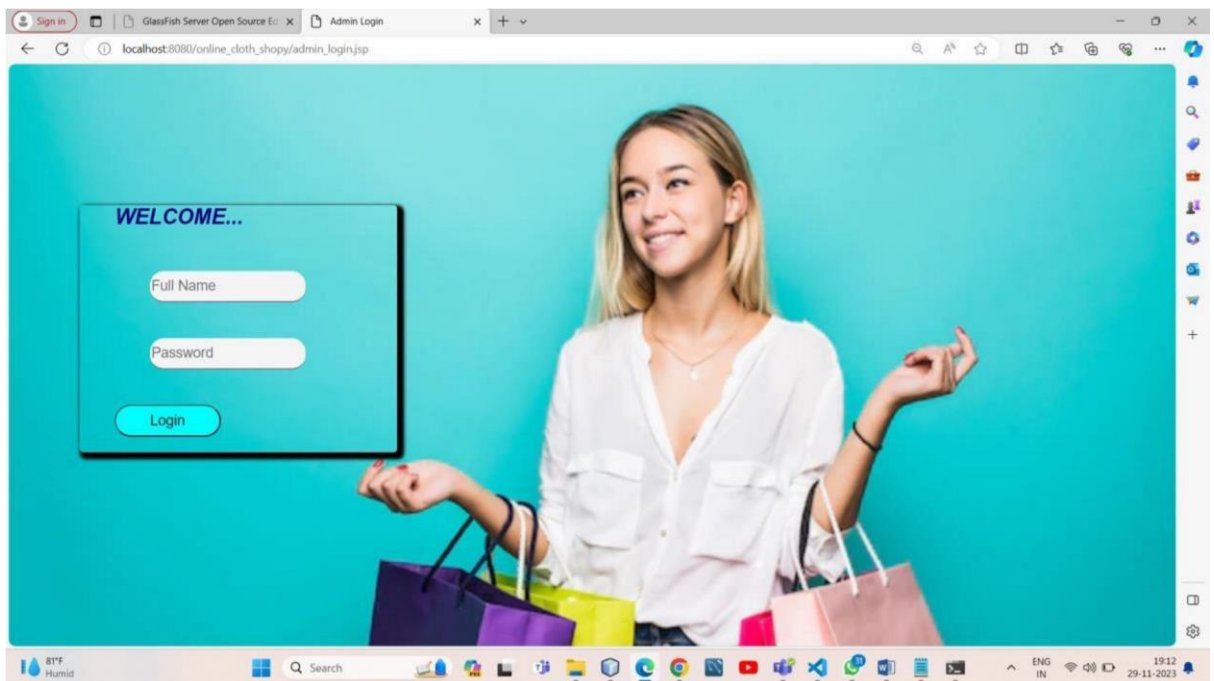 Sign in
GlassFish Server Open Source Ed
Admin Login
localhost:8080/online_cloth_shopy/admin_login.jsp
WELCOME...
Full Name
Password
Login
81°F
Humid
Search
ENG
IN
19:12
29-11-2023